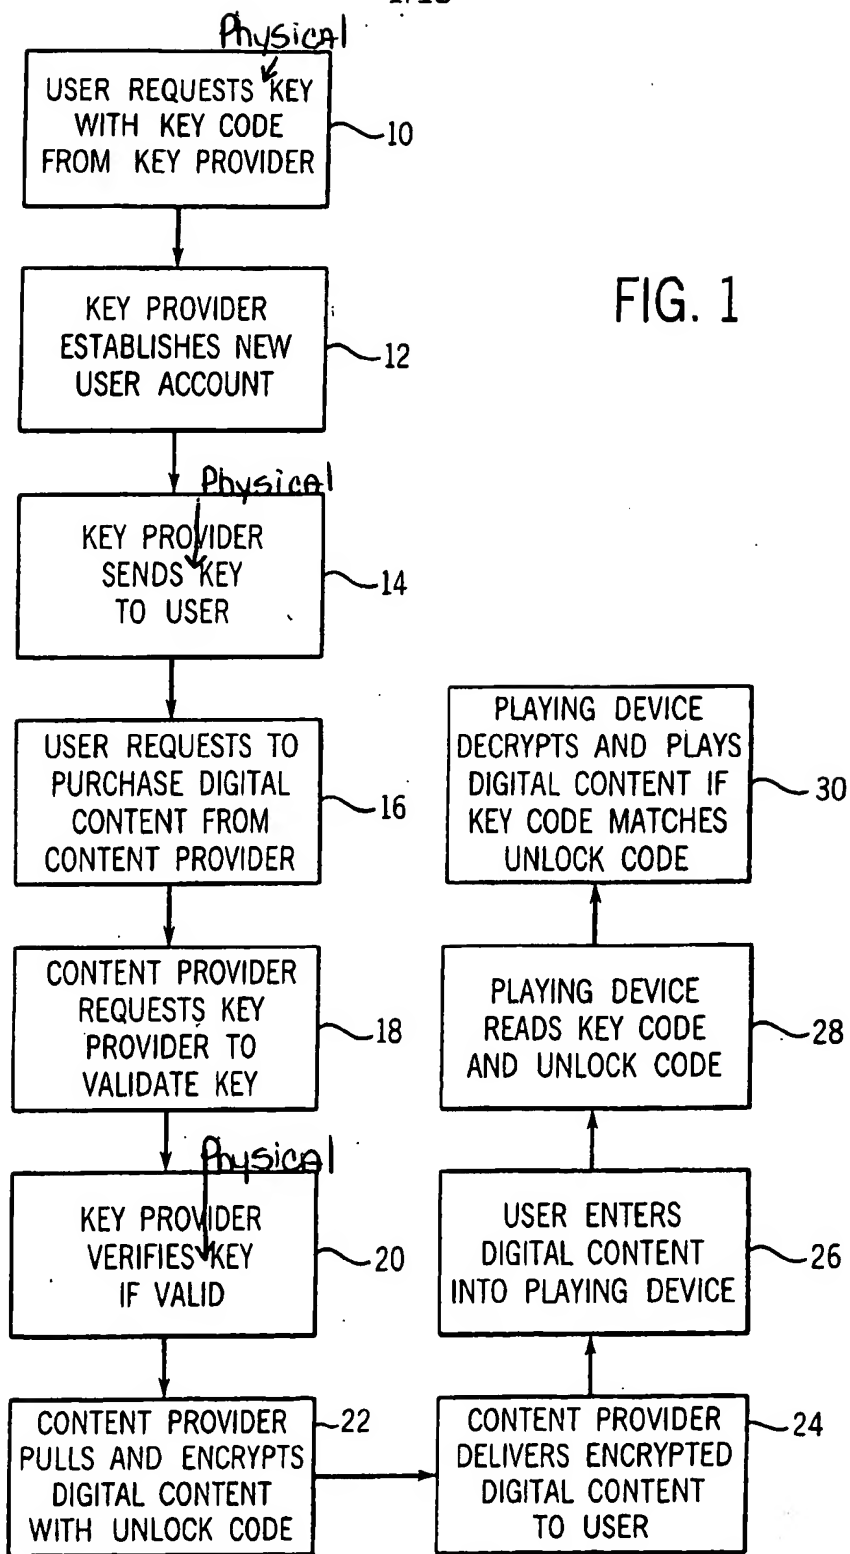 Physical
USER REQUESTS KEY
WITH KEY CODE
FROM KEY PROVIDER
10
KEY PROVIDER
ESTABLISHES NEW
USER ACCOUNT
12
FIG. 1
Physical
KEY PROVIDER
SENDS KEY
TO USER
14
USER REQUESTS TO
PURCHASE DIGITAL
CONTENT FROM
CONTENT PROVIDER
16
CONTENT PROVIDER
REQUESTS KEY
PROVIDER TO
VALIDATE KEY
18
Physical
KEY PROVIDER
VERIFIES KEY
IF VALID
20
CONTENT PROVIDER
PULLS AND ENCRYPTS
DIGITAL CONTENT
WITH UNLOCK CODE
22
CONTENT PROVIDER
DELIVERS ENCRYPTED
DIGITAL CONTENT
TO USER
24
USER ENTERS
DIGITAL CONTENT
INTO PLAYING DEVICE
26
PLAYING DEVICE
READS KEY CODE
AND UNLOCK CODE
28
PLAYING DEVICE
DECRYPTS AND PLAYS
DIGITAL CONTENT IF
KEY CODE MATCHES
UNLOCK CODE
30